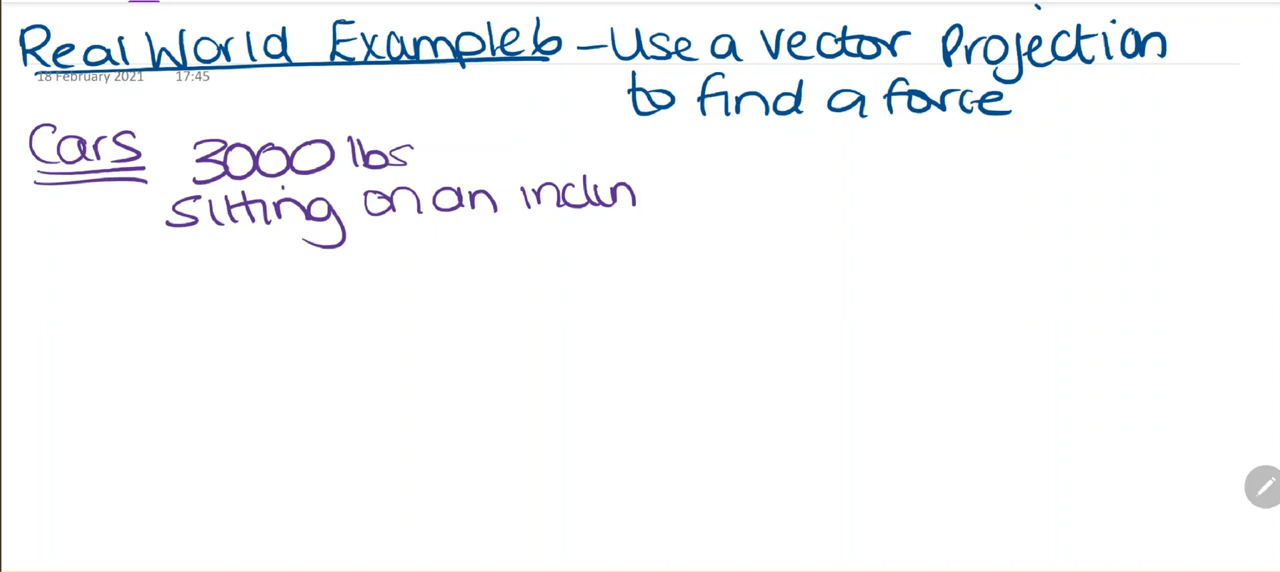 Real World Example 6 - Use a vector Projection
18 February 2021 17:45
to find a force
Cars 3000 lbs
sitting on an inclin